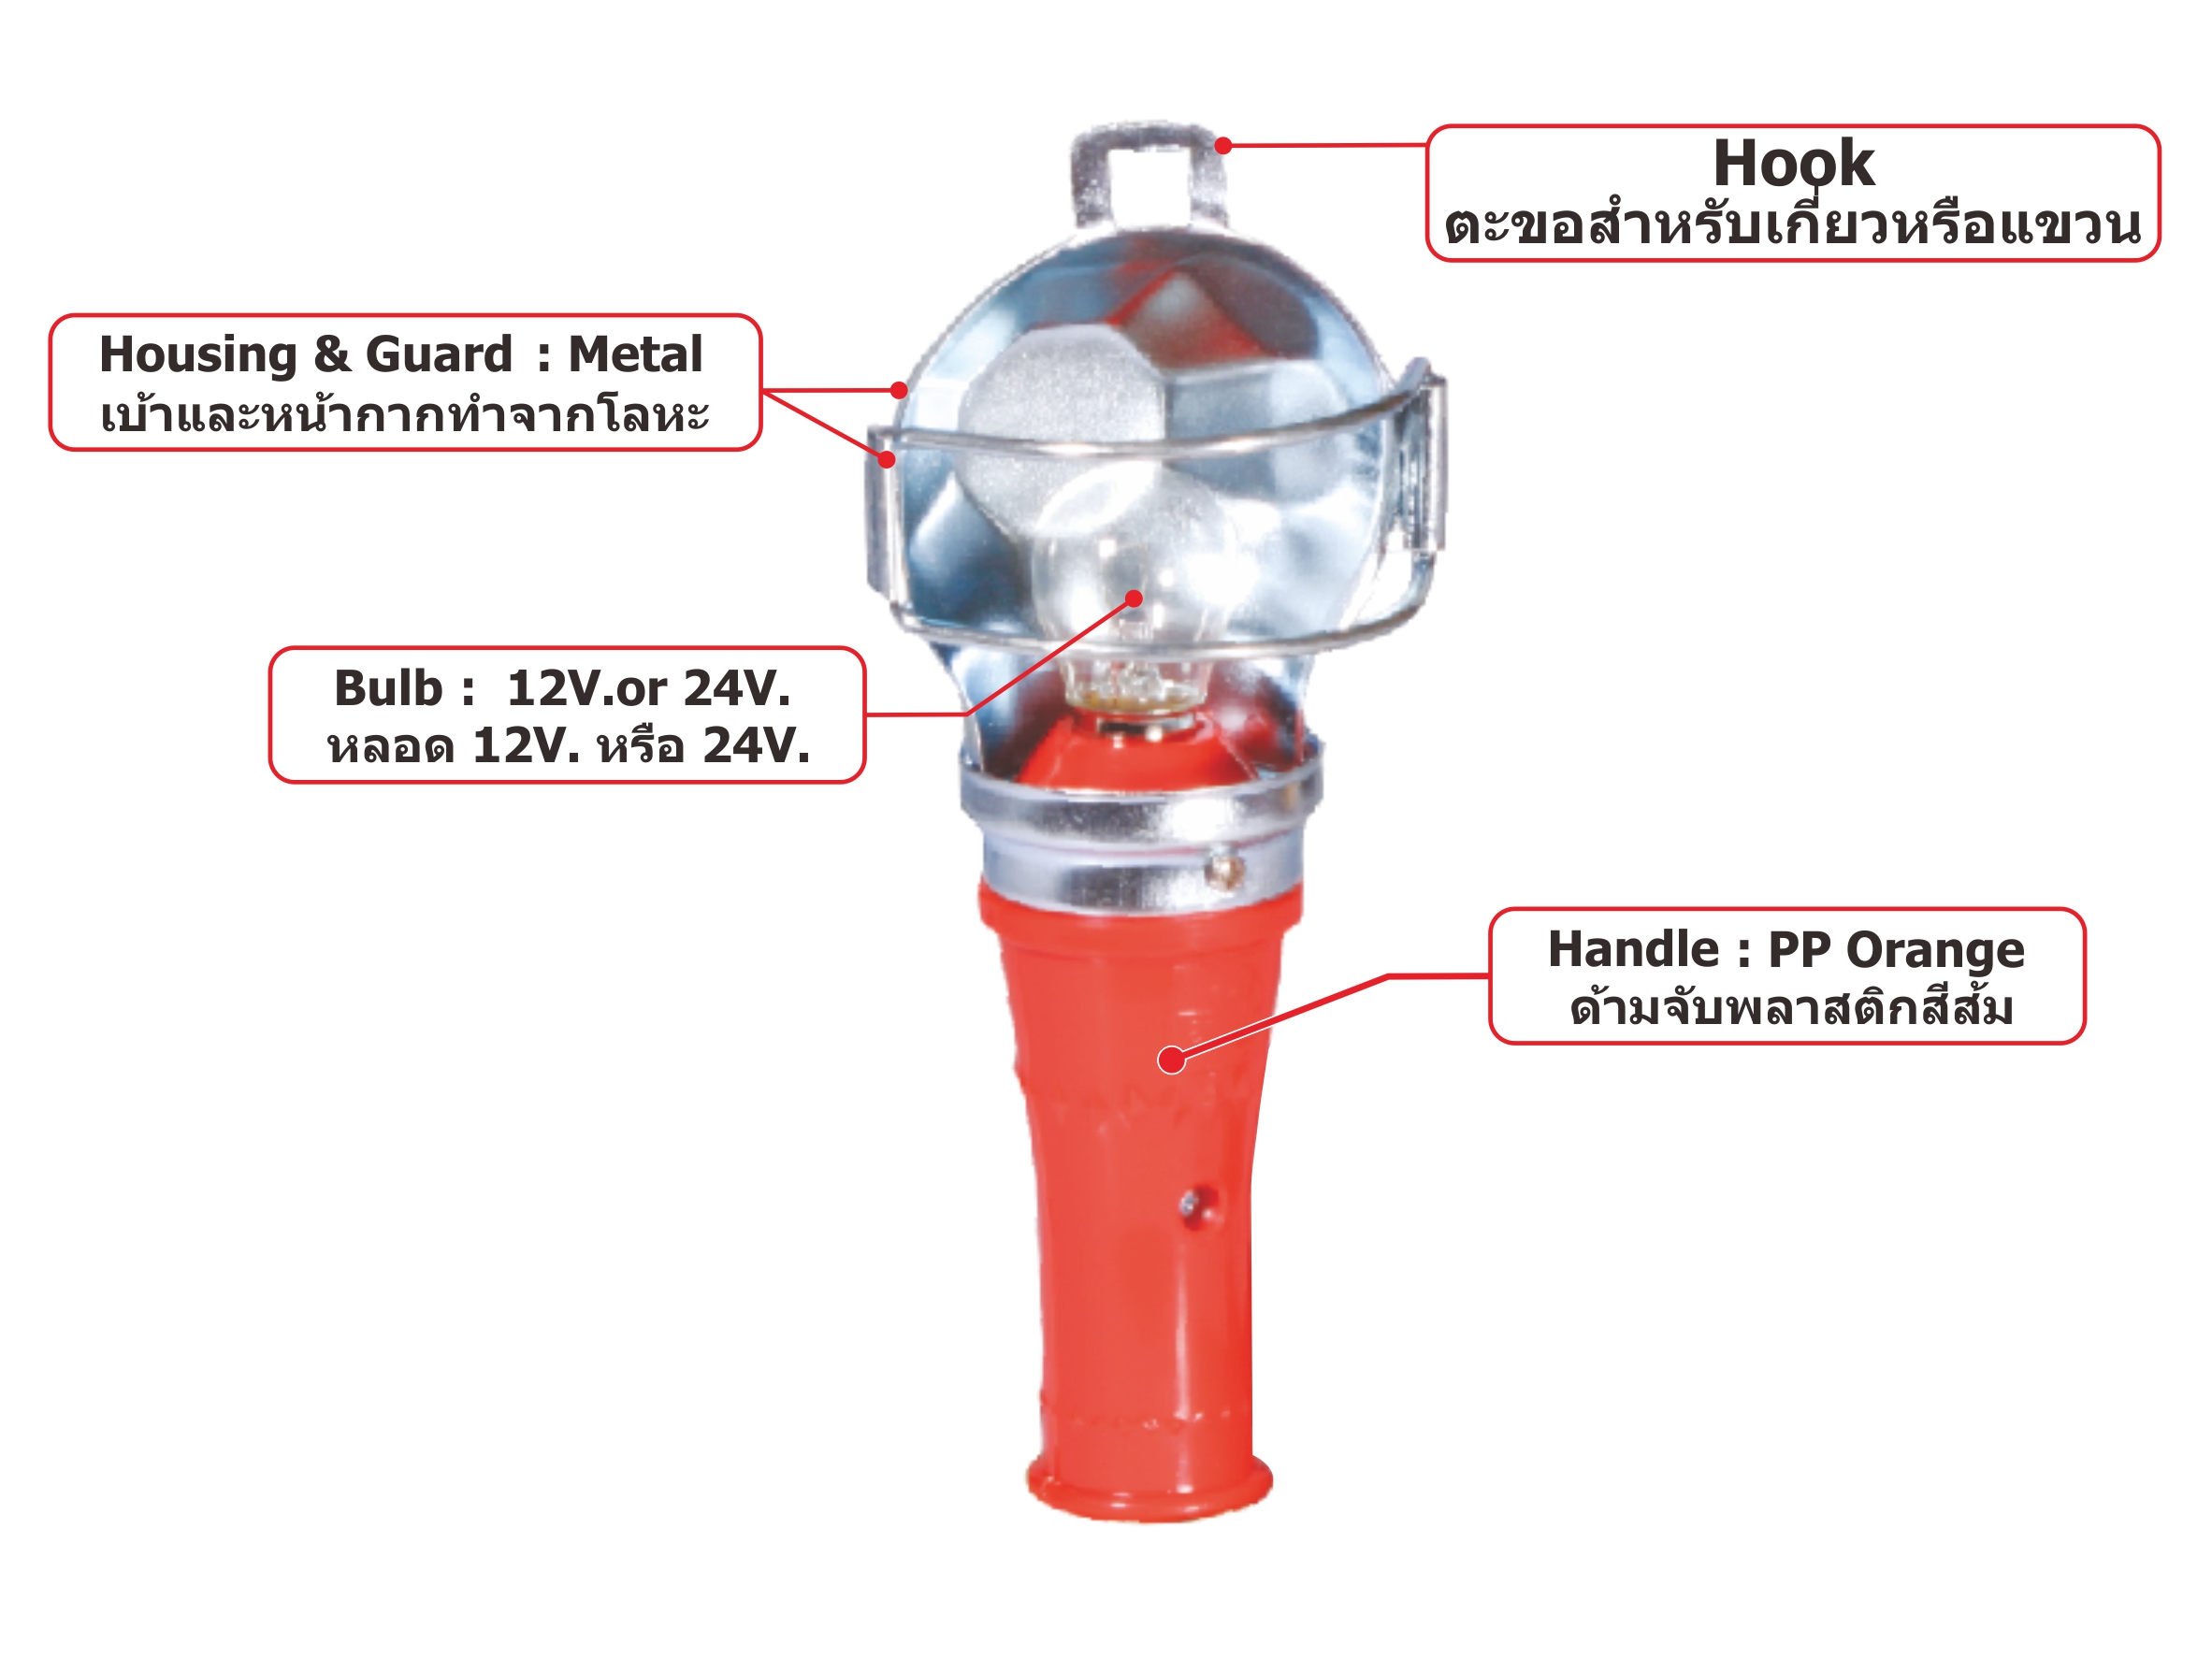 Hook
ตะขอสำหรับเกี่ยวหรือแขวน
Housing & Guard : Metal
เบ้าและหน้ากากทำจากโลหะ
Bulb : 12V.or 24V.
หลอด 12V. หรือ 24V.
Handle : PP Orange
ด้ามจับพลาสติกสีส้ม